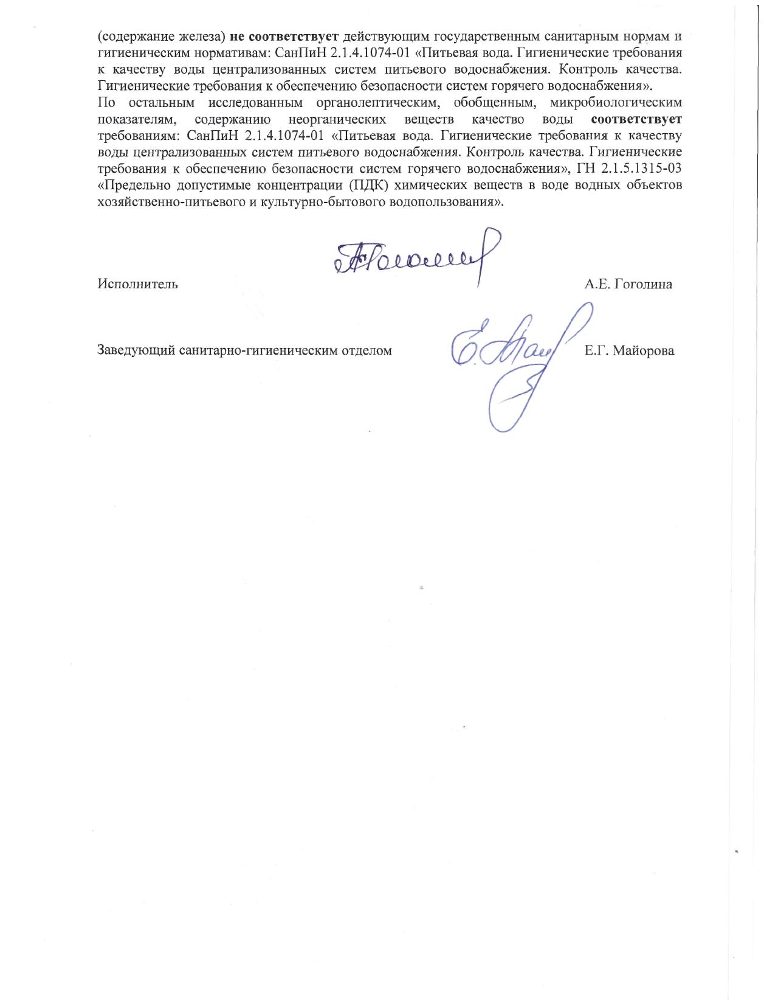 (содержание железа) не соответствует действующим государственным санитарным нормам и
гигиеническим нормативам: СанПиН 2.1.4.1074-01 «Питьевая вода. Гигиенические требования
к качеству воды централизованных систем питьевого водоснабжения. Контроль качества.
Гигиенические требования к обеспечению безопасности систем горячего водоснабжения».
По остальным исследованным органолептическим, обобщенным, микробиологическим
показателям, содержанию неорганических веществ качество воды соответствует
требованиям: СанПиН 2.1.4.1074-01 «Питьевая вода. Гигиенические требования к качеству
воды централизованных систем питьевого водоснабжения. Контроль качества. Гигиенические
требования к обеспечению безопасности систем горячего водоснабжения», ГН 2.1.5.1315-03
«Предельно допустимые концентрации (ПДК) химических веществ в воде водных объектов
хозяйственно-питьевого и культурно-бытового водопользования».
Исполнитель А.Е. Гоголина
Заведующий санитарно-гигиеническим отделом Е.Г. Майорова